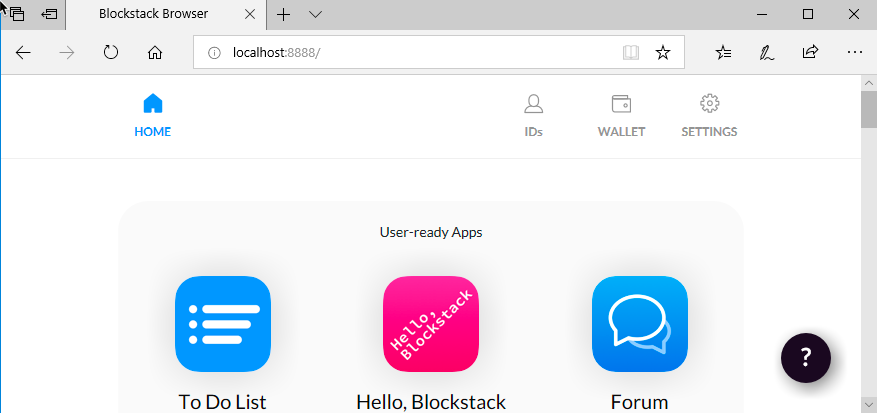 Blockstack Browser
localhost:8888/
HOME
IDs
WALLET
SETTINGS
User-ready Apps
Hello,
Blockstack
?
To Do List
Hello, Blockstack
Forum